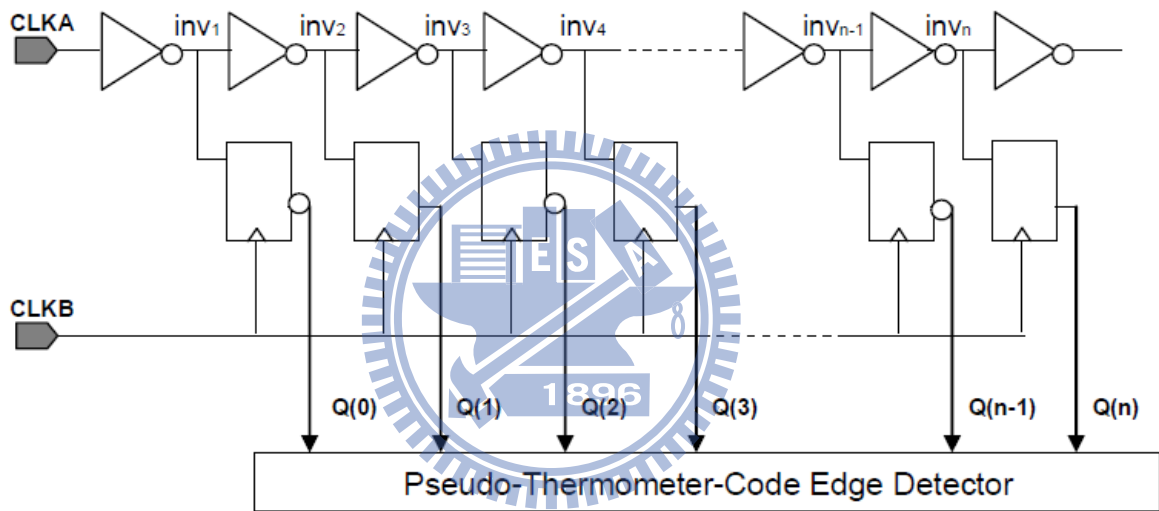 CLKA
inv1
inv2
inv3
inv4
invn-1
invn
CLKB
E S A
1896
Q(0)
Q(1)
Q(2)
Q(3)
Q(n-1)
Q(n)
Pseudo-Thermometer-Code Edge Detector